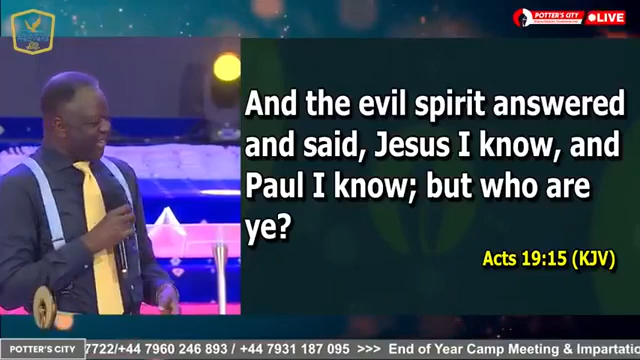 POTTER'S CITY
LIVE
And the evil spirit answered
and said, Jesus I know, and
Paul I know; but who are
ye?
Acts 19:15 (KJV)
POTTER'S CITY
7722/+44 7960 246 893 / +44 7931 187 095 >>> End of Year Camp Meeting & Impartatio